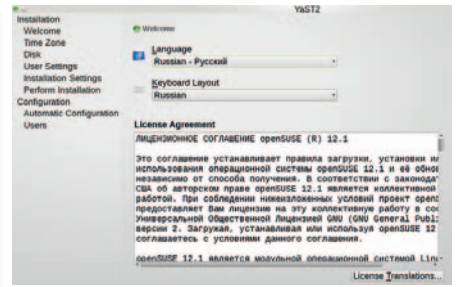 YaST2
Installation
Welcome
Time Zone
Disk
User Settings
Installation Settings
Perform Installation
Configuration
Automatic Configuration
Users
Welcome
Language
Russian - Русский
Keyboard Layout
Russian
License Agreement
ЛИЦЕНЗИОННОЕ СОГЛАШЕНИЕ openSUSE (R) 12.1
Это соглашение устанавливает правила загрузки, установки и
использования операционной системы openSUSE 12.1 и её обно
независимо от способа получения. В соответствии с законода
США об авторском праве openSUSE 12.1 является коллективной
работой. При соблюдении нижеизложенных условий проект open
предоставляет Вам лицензию на эту коллективную работу в со
Универсальной Общественной Лицензией GNU (GNU General Publ
версии 2. Загружая, устанавливая или используя openSUSE 12
соглашаетесь с условиями данного соглашения.
openSUSE 12.1 является модульной операционной системой Lin
License Translations...